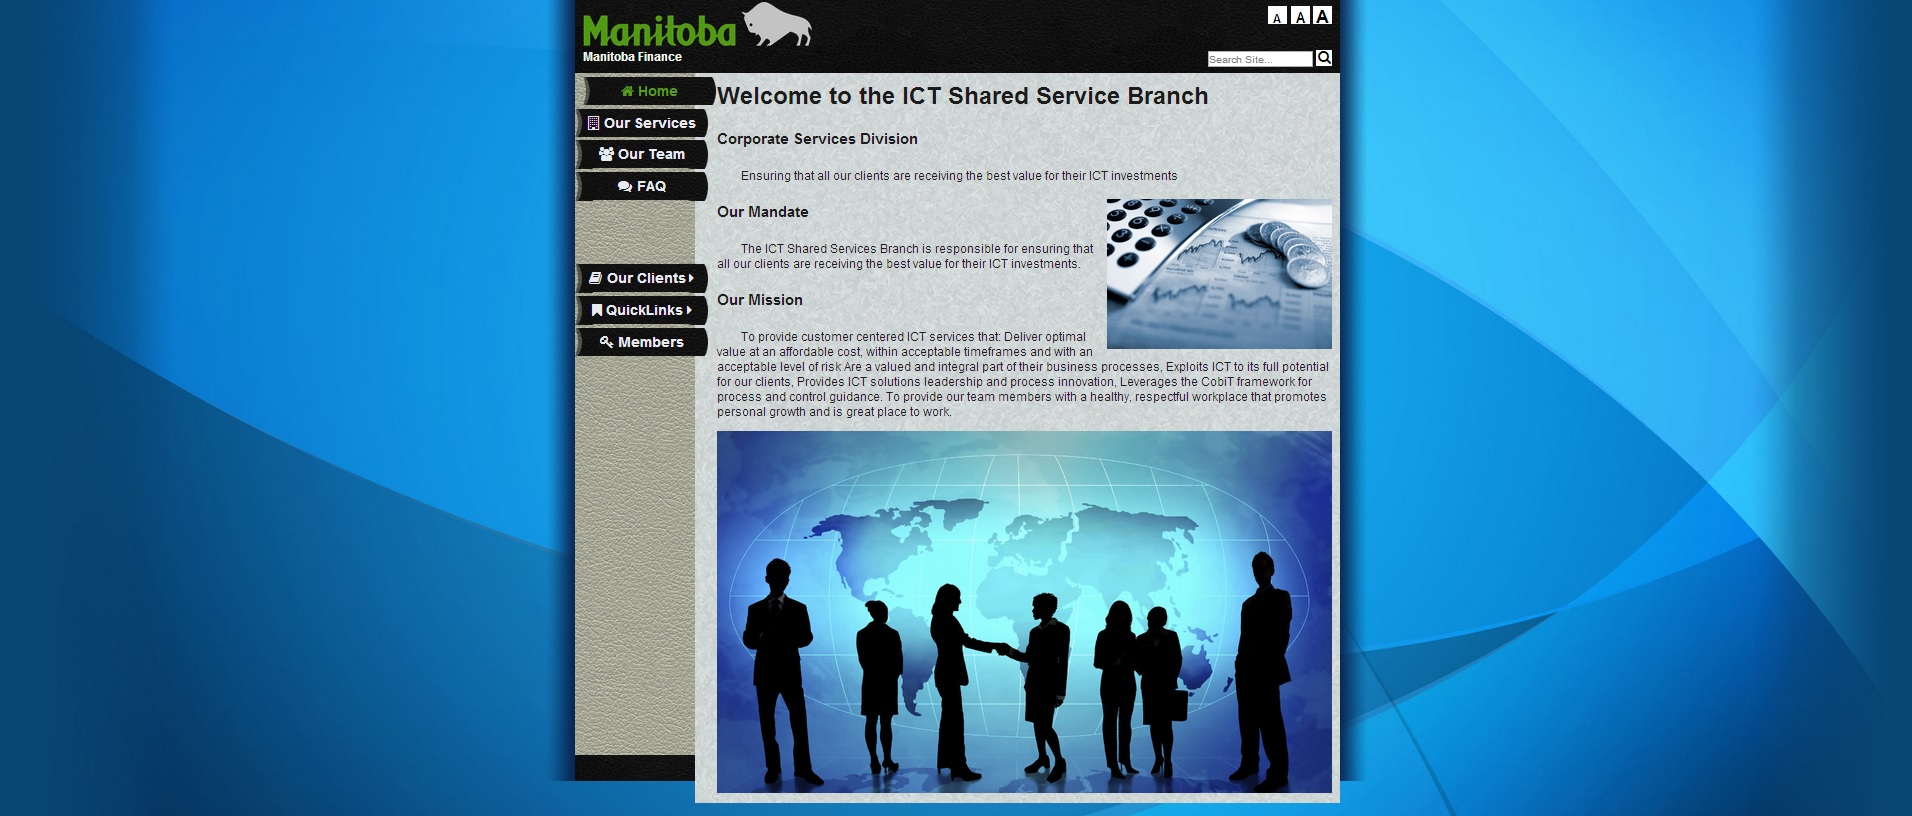 Manitoba
Manitoba Finance
A A A
Search Site...
Home
Our Services
Our Team
FAQ
Our Clients
QuickLinks
Members
Welcome to the ICT Shared Service Branch
Corporate Services Division
Ensuring that all our clients are receiving the best value for their ICT investments
Our Mandate
The ICT Shared Services Branch is responsible for ensuring that
all our clients are receiving the best value for their ICT investments.
Our Mission
To provide customer centered ICT services that: Deliver optimal
value at an affordable cost, within acceptable timeframes and with an
acceptable level of risk Are a valued and integral part of their business processes, Exploits ICT to its full potential
for our clients, Provides ICT solutions leadership and process innovation, Leverages the CobiT framework for
process and control guidance. To provide our team members with a healthy, respectful workplace that promotes
personal growth and is great place to work.